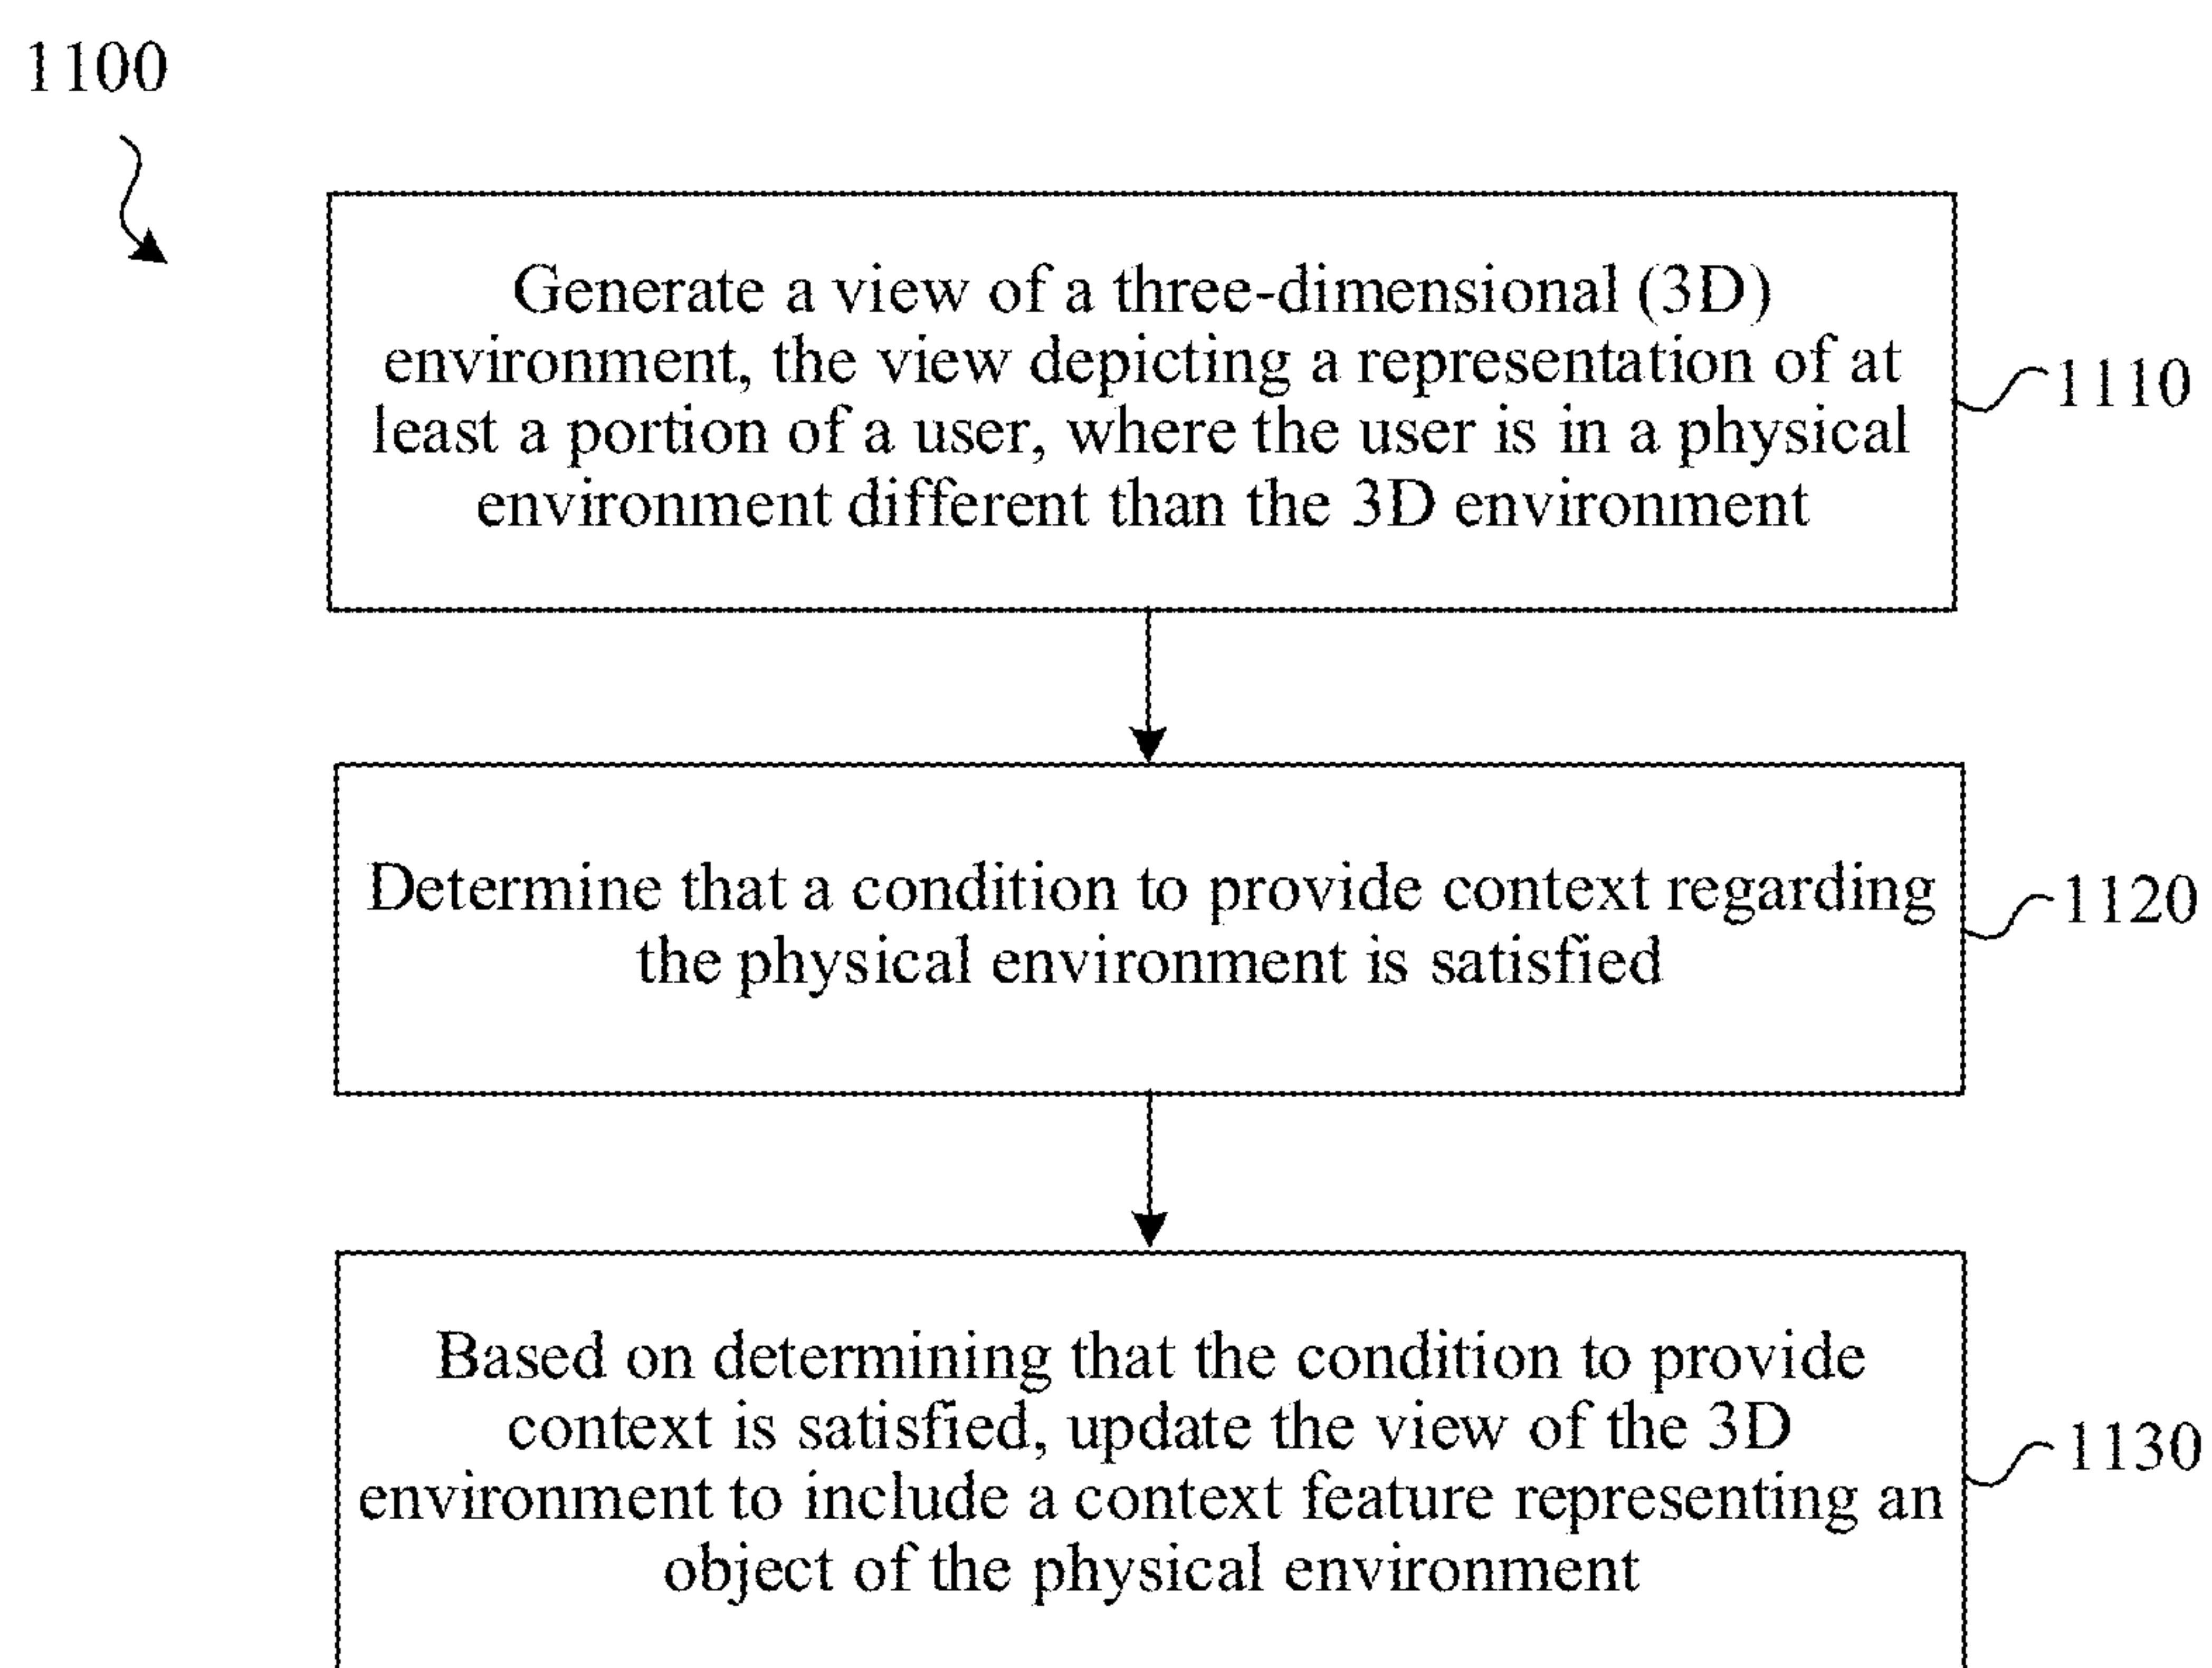 1100
Generate a view of a three-dimensional (3D)
environment, the view depicting a representation of at
least a portion of a user, where the user is in a physical
environment different than the 3D environment
1110
Determine that a condition to provide context regarding
the physical environment is satisfied
1120
Based on determining that the condition to provide
context is satisfied, update the view of the 3D
environment to include a context feature representing an
object of the physical environment
1130